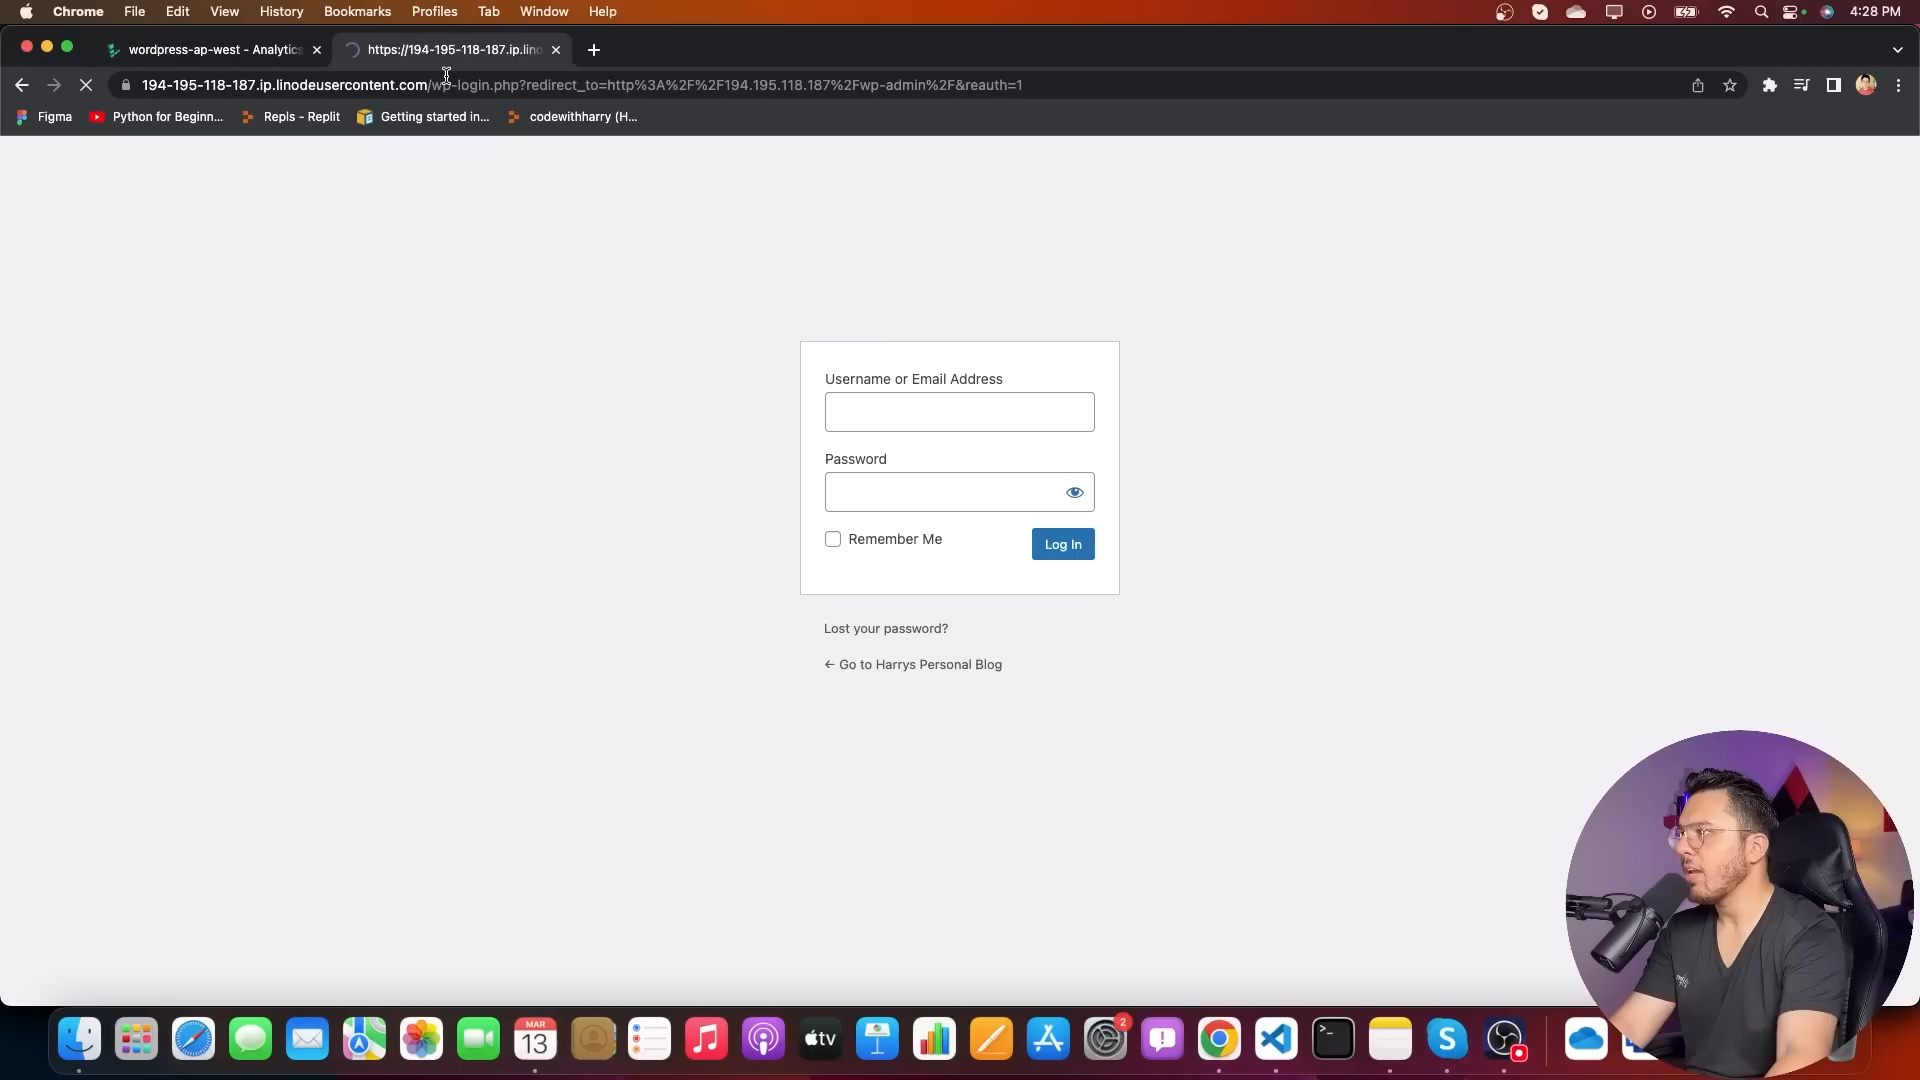 Chrome File Edit View History Bookmarks Profiles Tab Window Help 4:28 PM
wordpress-ap-west - Analytics https://194-195-118-187.ip.lino
194-195-118-187.ip.linodeusercontent.com/wp-login.php?redirect_to=http%3A%2F%2F194.195.118.187%2Fwp-admin%2F&reauth=1
Figma Python for Beginn... Repls - Replit Getting started in... codewithharry (H...
Username or Email Address
Password
Remember Me Log In
Lost your password?
← Go to Harrys Personal Blog
MAR
13
tv
2